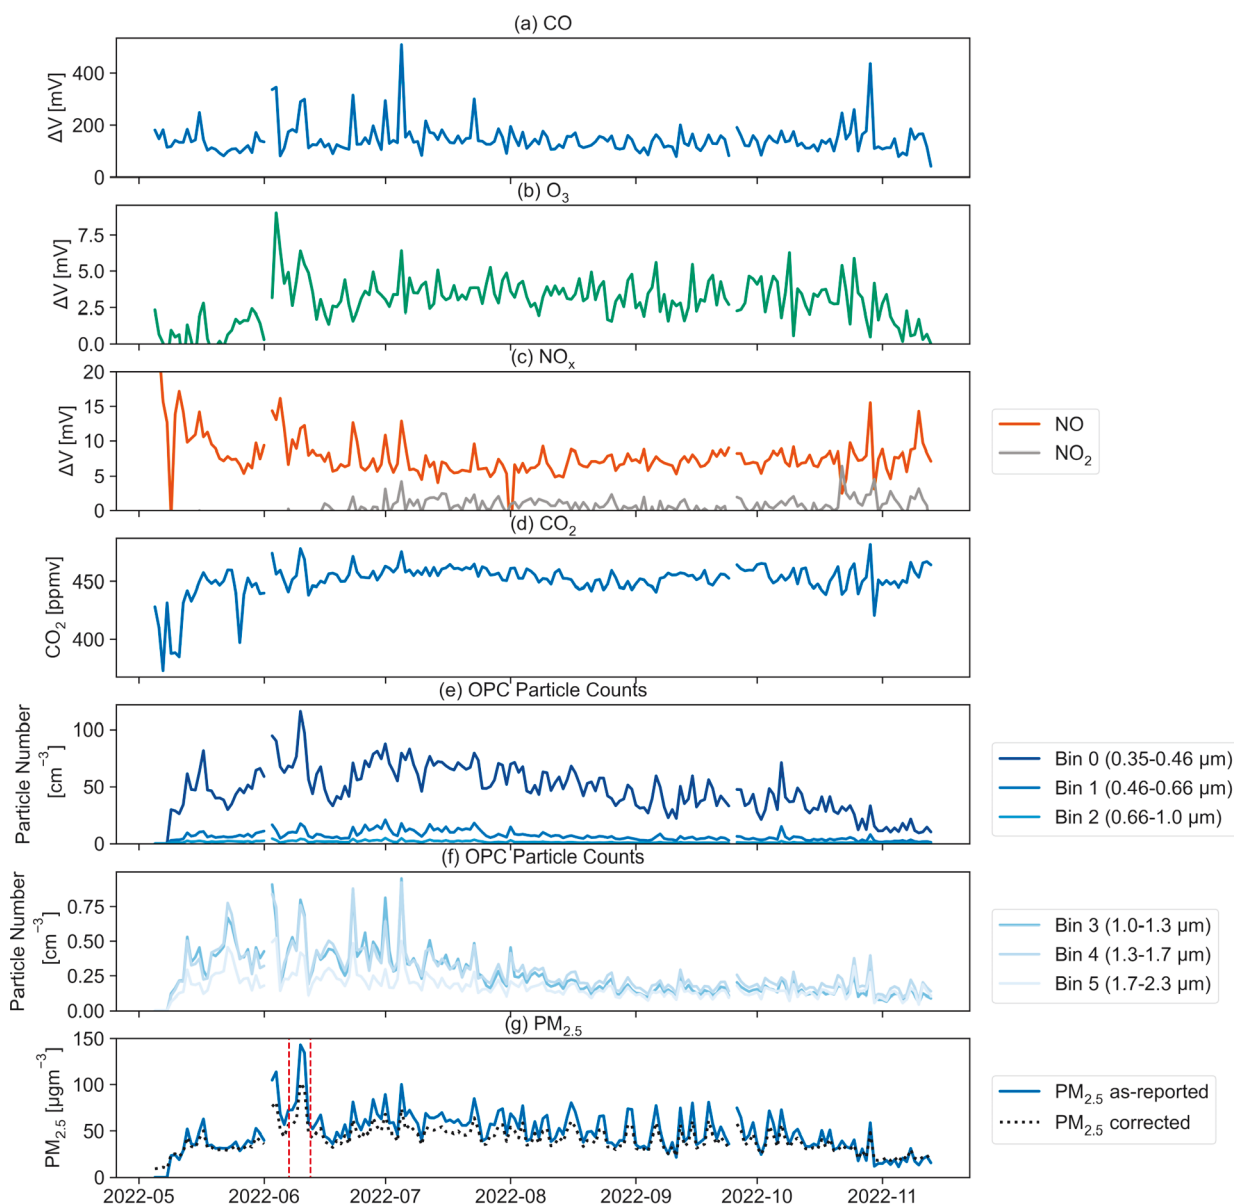 (a) CO
ΔV [mV]
400
200
0
(b) O3
ΔV [mV]
7.5
5.0
2.5
0.0
(c) NOx
ΔV [mV]
20
15
10
5
0
NO
NO2
(d) CO2
CO2 [ppmv]
450
400
(e) OPC Particle Counts
Particle Number
[cm−3]
100
50
0
Bin 0 (0.35-0.46 µm)
Bin 1 (0.46-0.66 µm)
Bin 2 (0.66-1.0 µm)
(f) OPC Particle Counts
Particle Number
[cm−3]
0.75
0.50
0.25
0.00
Bin 3 (1.0-1.3 µm)
Bin 4 (1.3-1.7 µm)
Bin 5 (1.7-2.3 µm)
(g) PM2.5
PM2.5 [µgm−3]
150
100
50
0
PM2.5 as-reported
PM2.5 corrected
2022-05 2022-06 2022-07 2022-08 2022-09 2022-10 2022-11